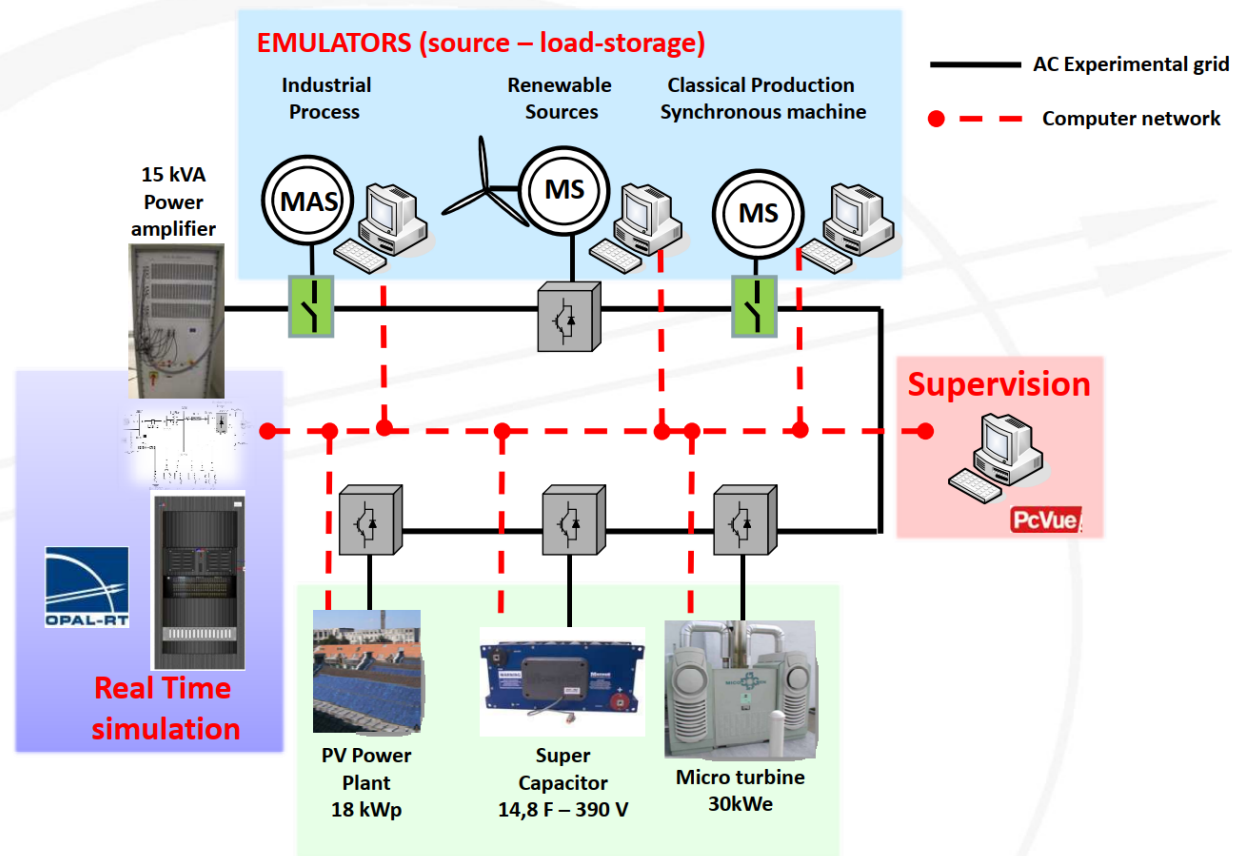 EMULATORS (source – load-storage)
Industrial
Process
Renewable
Sources
Classical Production
Synchronous machine
AC Experimental grid
Computer network
15 kVA
Power
amplifier
MAS
MS
MS
Supervision
PcVue
OPAL-RT
Real Time
simulation
PV Power
Plant
18 kWp
Super
Capacitor
14,8 F – 390 V
Micro turbine
30kWe